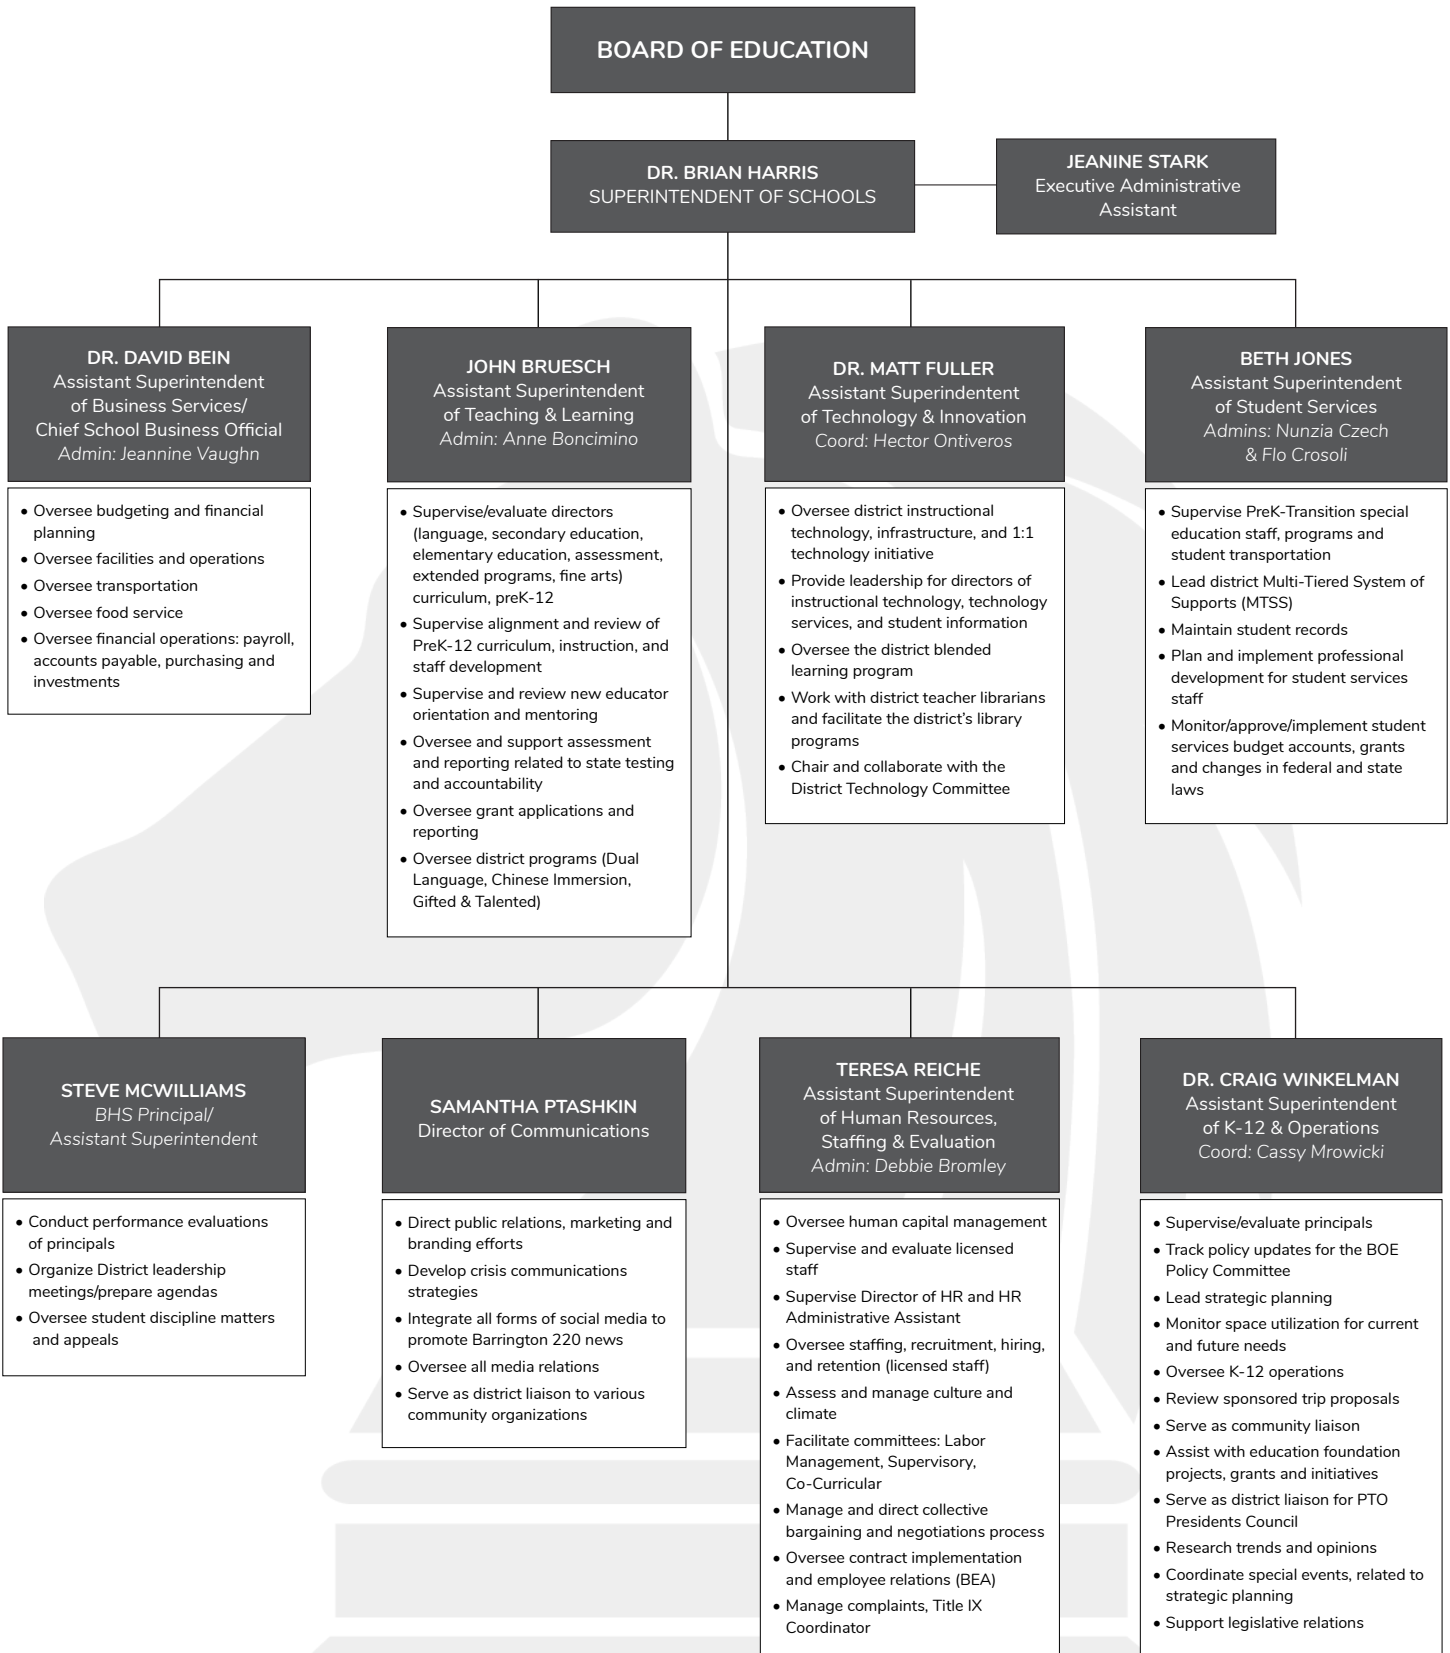 BOARD OF EDUCATION
DR. BRIAN HARRIS
SUPERINTENDENT OF SCHOOLS
JEANINE STARK
Executive Administrative
Assistant
DR. DAVID BEIN
Assistant Superintendent
of Business Services/
Chief School Business Official
Admin: Jeannine Vaughn
• Oversee budgeting and financial
planning
• Oversee facilities and operations
• Oversee transportation
• Oversee food service
• Oversee financial operations: payroll,
accounts payable, purchasing and
investments
JOHN BRUESCH
Assistant Superintendent
of Teaching & Learning
Admin: Anne Boncimino
• Supervise/evaluate directors
(language, secondary education,
elementary education, assessment,
extended programs, fine arts)
curriculum, preK-12
• Supervise alignment and review of
PreK-12 curriculum, instruction, and
staff development
• Supervise and review new educator
orientation and mentoring
• Oversee and support assessment
and reporting related to state testing
and accountability
• Oversee grant applications and
reporting
• Oversee district programs (Dual
Language, Chinese Immersion,
Gifted & Talented)
DR. MATT FULLER
Assistant Superindentent
of Technology & Innovation
Coord: Hector Ontiveros
• Oversee district instructional
technology, infrastructure, and 1:1
technology initiative
• Provide leadership for directors of
instructional technology, technology
services, and student information
• Oversee the district blended
learning program
• Work with district teacher librarians
and facilitate the district’s library
programs
• Chair and collaborate with the
District Technology Committee
BETH JONES
Assistant Superintendent
of Student Services
Admins: Nunzia Czech
& Flo Crosoli
• Supervise PreK-Transition special
education staff, programs and
student transportation
• Lead district Multi-Tiered System of
Supports (MTSS)
• Maintain student records
• Plan and implement professional
development for student services
staff
• Monitor/approve/implement student
services budget accounts, grants
and changes in federal and state
laws
STEVE MCWILLIAMS
BHS Principal/
Assistant Superintendent
• Conduct performance evaluations
of principals
• Organize District leadership
meetings/prepare agendas
• Oversee student discipline matters
and appeals
SAMANTHA PTASHKIN
Director of Communications
• Direct public relations, marketing and
branding efforts
• Develop crisis communications
strategies
• Integrate all forms of social media to
promote Barrington 220 news
• Oversee all media relations
• Serve as district liaison to various
community organizations
TERESA REICHE
Assistant Superintendent
of Human Resources,
Staffing & Evaluation
Admin: Debbie Bromley
• Oversee human capital management
• Supervise and evaluate licensed
staff
• Supervise Director of HR and HR
Administrative Assistant
• Oversee staffing, recruitment, hiring,
and retention (licensed staff)
• Assess and manage culture and
climate
• Facilitate committees: Labor
Management, Supervisory,
Co-Curricular
• Manage and direct collective
bargaining and negotiations process
• Oversee contract implementation
and employee relations (BEA)
• Manage complaints, Title IX
Coordinator
DR. CRAIG WINKELMAN
Assistant Superintendent
of K-12 & Operations
Coord: Cassy Mrowicki
• Supervise/evaluate principals
• Track policy updates for the BOE
Policy Committee
• Lead strategic planning
• Monitor space utilization for current
and future needs
• Oversee K-12 operations
• Review sponsored trip proposals
• Serve as community liaison
• Assist with education foundation
projects, grants and initiatives
• Serve as district liaison for PTO
Presidents Council
• Research trends and opinions
• Coordinate special events, related to
strategic planning
• Support legislative relations